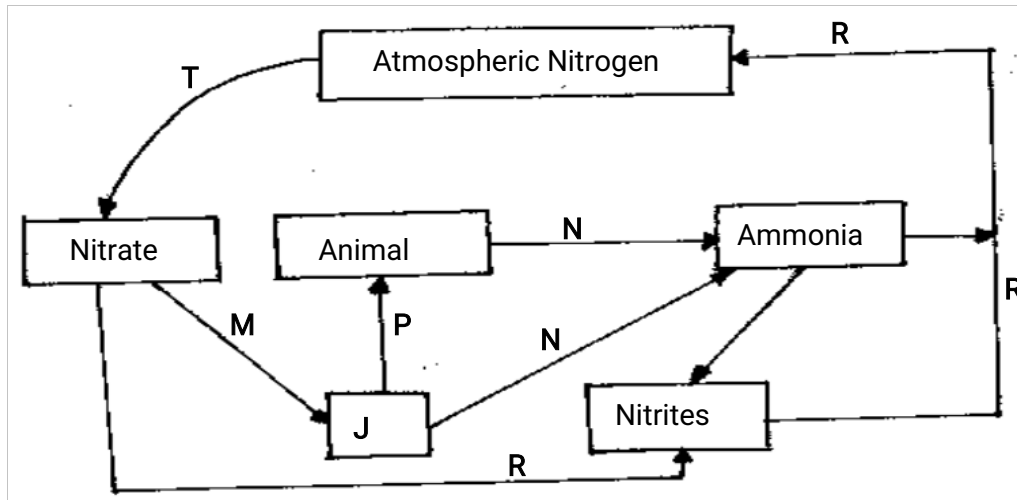 R
Atmospheric Nitrogen
T
Nitrate
Animal
N
Ammonia
R
M
P
N
J
Nitrites
R